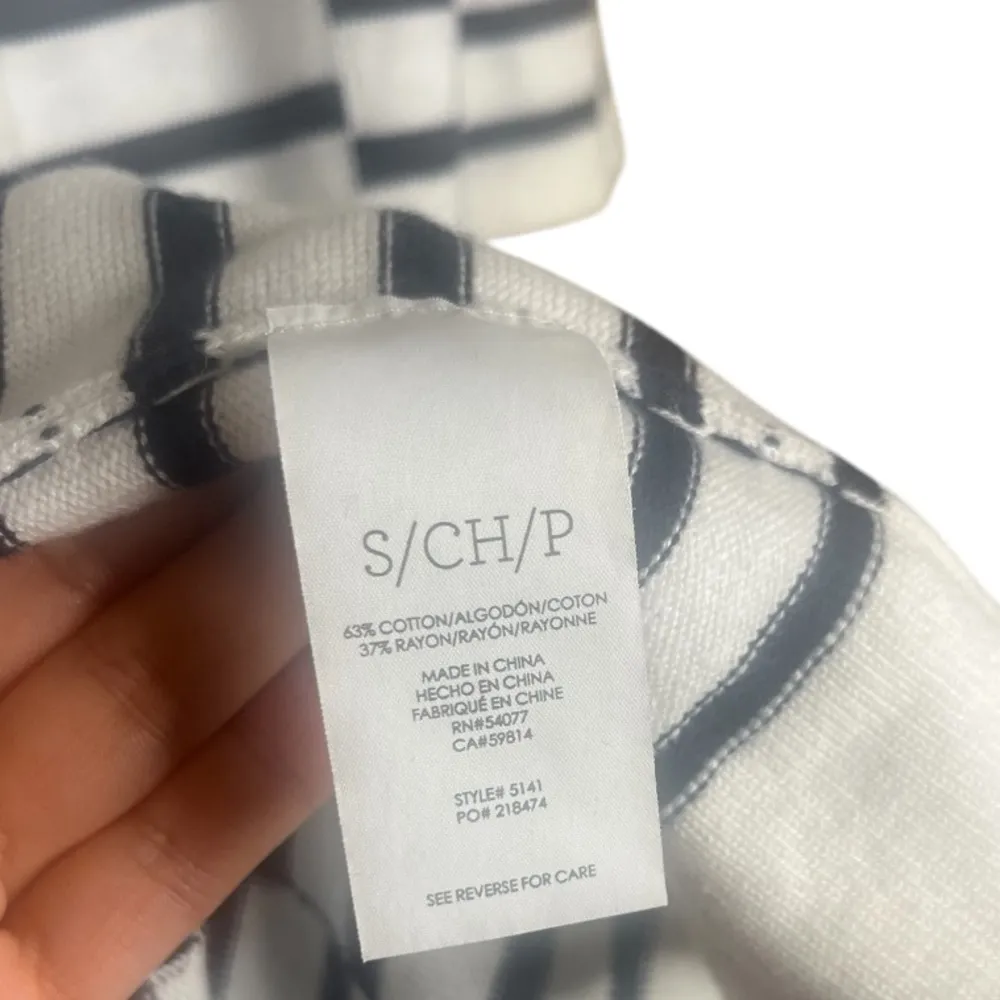 S/CH/P
63% COTTON/ALGODÓN/COTON
37% RAYON/RAYÓN/RAYONNE
MADE IN CHINA
HECHO EN CHINA
FABRIQUÉ EN CHINE
RN#54077
CA#59814
STYLE# 5141
PO# 218474
SEE REVERSE FOR CARE